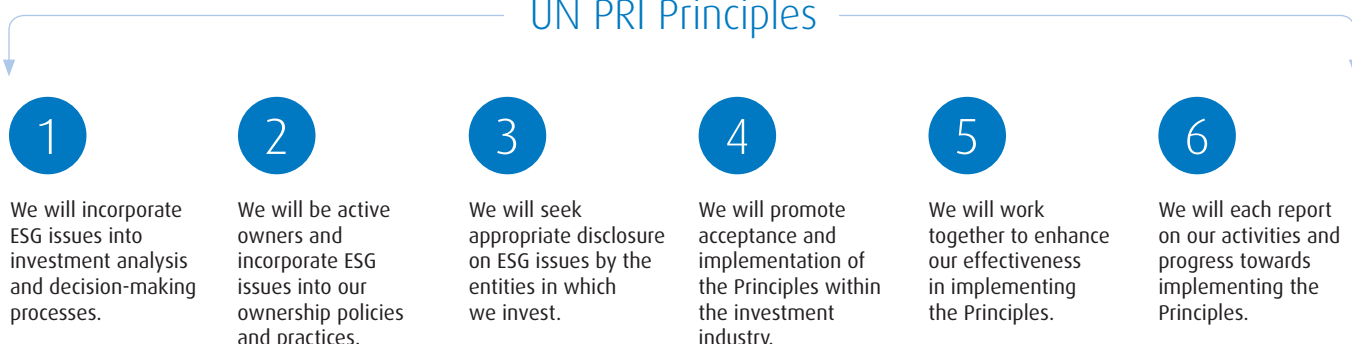 UN PRI Principles
1
We will incorporate
ESG issues into
investment analysis
and decision-making
processes.
2
We will be active
owners and
incorporate ESG
issues into our
ownership policies
and practices.
3
We will seek
appropriate disclosure
on ESG issues by the
entities in which
we invest.
4
We will promote
acceptance and
implementation of
the Principles within
the investment
industry.
5
We will work
together to enhance
our effectiveness
in implementing
the Principles.
6
We will each report
on our activities and
progress towards
implementing the
Principles.